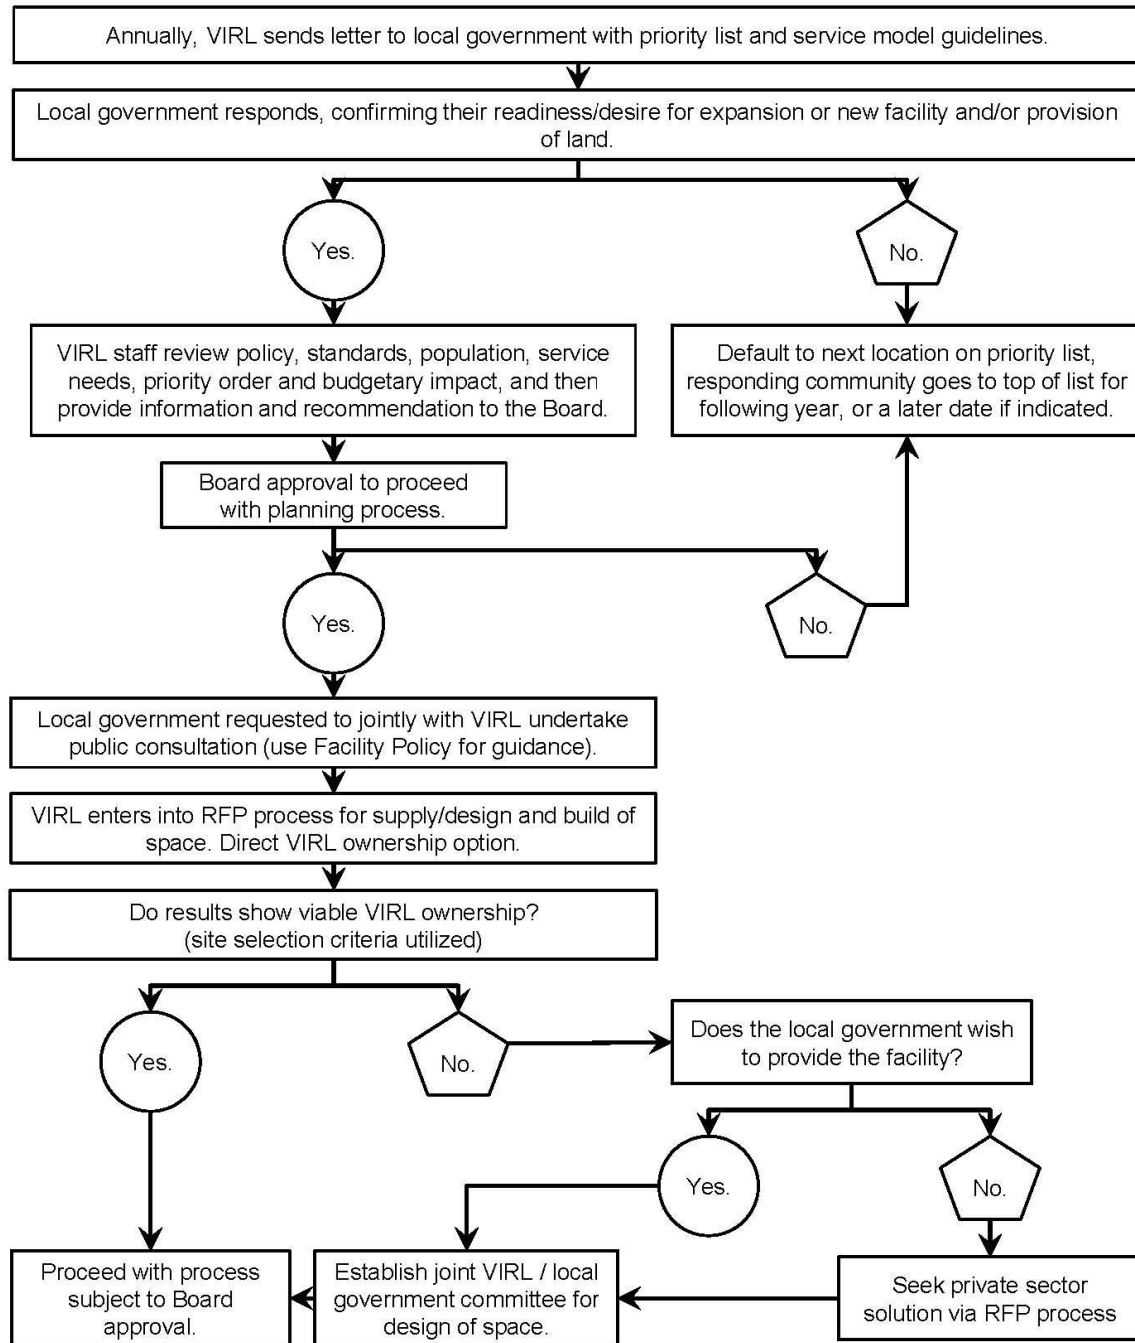 Annually, VIRL sends letter to local government with priority list and service model guidelines.
Local government responds, confirming their readiness/desire for expansion or new facility and/or provision
of land.
Yes.
No.
VIRL staff review policy, standards, population, service
needs, priority order and budgetary impact, and then
provide information and recommendation to the Board.
Default to next location on priority list,
responding community goes to top of list for
following year, or a later date if indicated.
Board approval to proceed
with planning process.
Yes.
No.
Local government requested to jointly with VIRL undertake
public consultation (use Facility Policy for guidance).
VIRL enters into RFP process for supply/design and build of
space. Direct VIRL ownership option.
Do results show viable VIRL ownership?
(site selection criteria utilized)
Yes.
No.
Does the local government wish
to provide the facility?
Yes.
No.
Proceed with process
subject to Board
approval.
Establish joint VIRL / local
government committee for
design of space.
Seek private sector
solution via RFP process